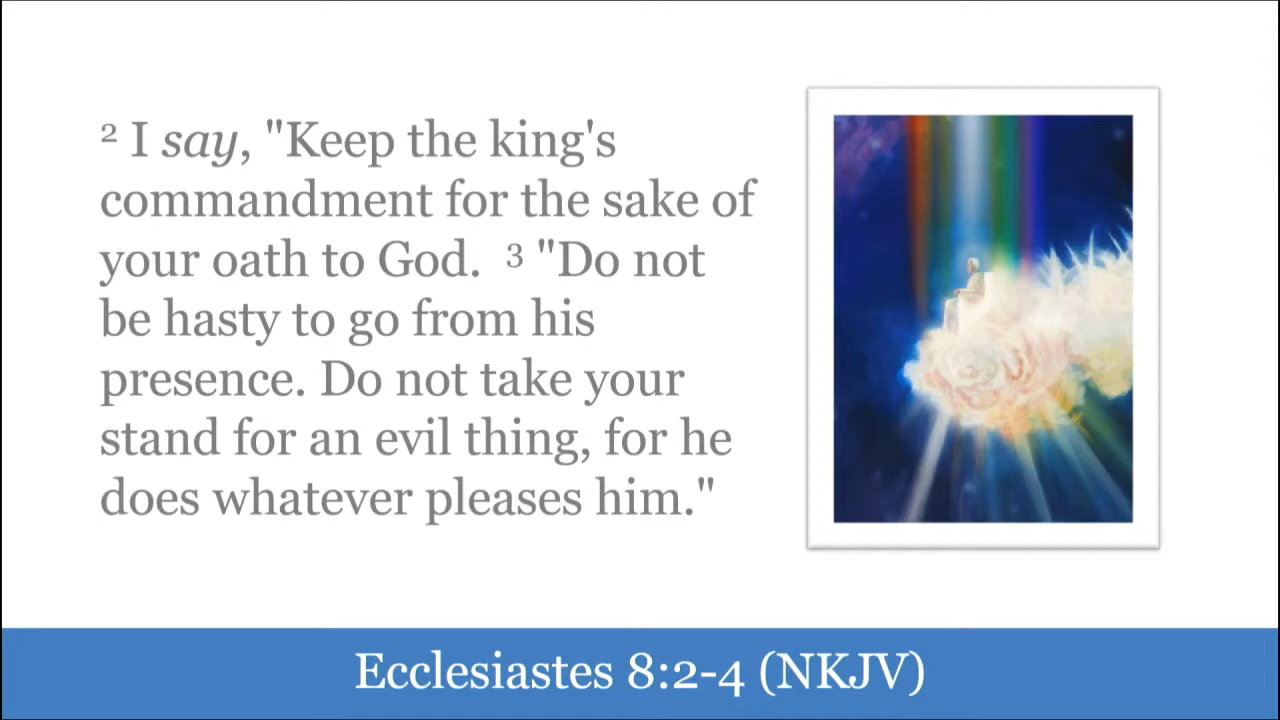 ² I say, "Keep the king's
commandment for the sake of
your oath to God.  ³ "Do not
be hasty to go from his
presence. Do not take your
stand for an evil thing, for he
does whatever pleases him."
Ecclesiastes 8:2-4 (NKJV)